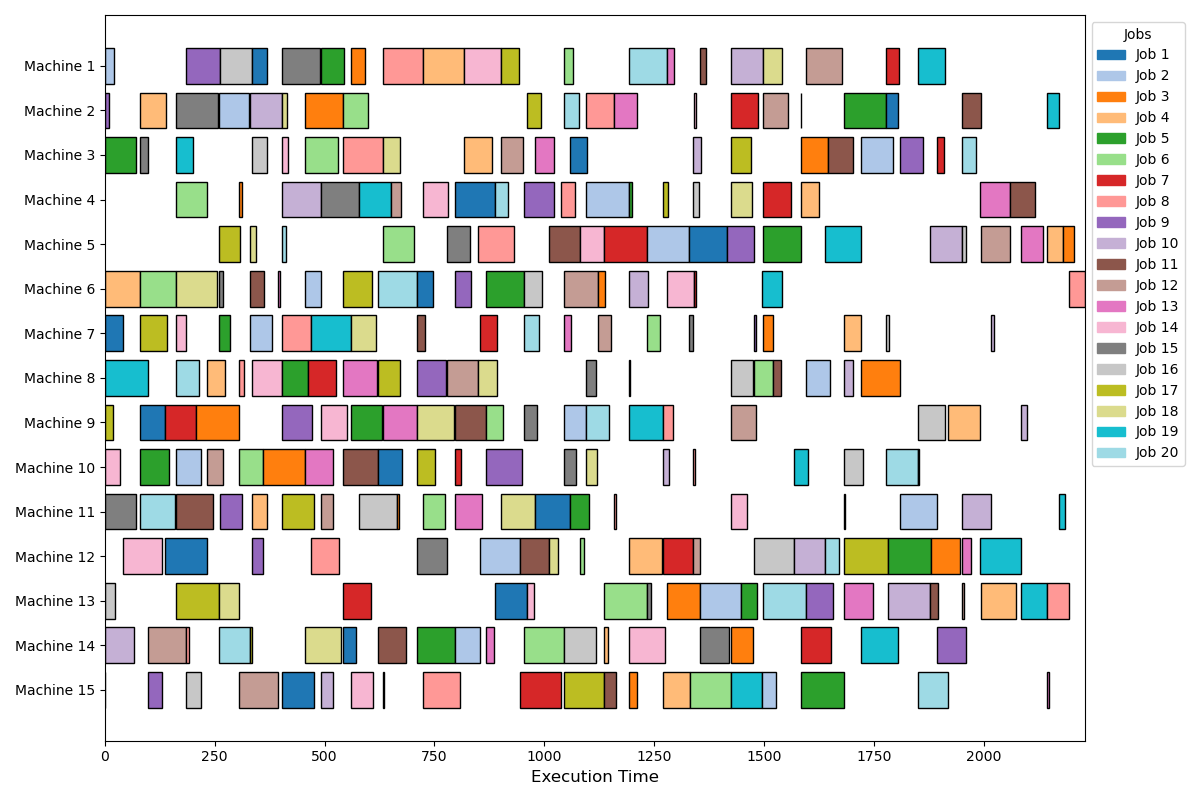 Machine 1
Machine 2
Machine 3
Machine 4
Machine 5
Machine 6
Machine 7
Machine 8
Machine 9
Machine 10
Machine 11
Machine 12
Machine 13
Machine 14
Machine 15
0 250 500 750 1000 1250 1500 1750 2000
Execution Time
Jobs
Job 1
Job 2
Job 3
Job 4
Job 5
Job 6
Job 7
Job 8
Job 9
Job 10
Job 11
Job 12
Job 13
Job 14
Job 15
Job 16
Job 17
Job 18
Job 19
Job 20